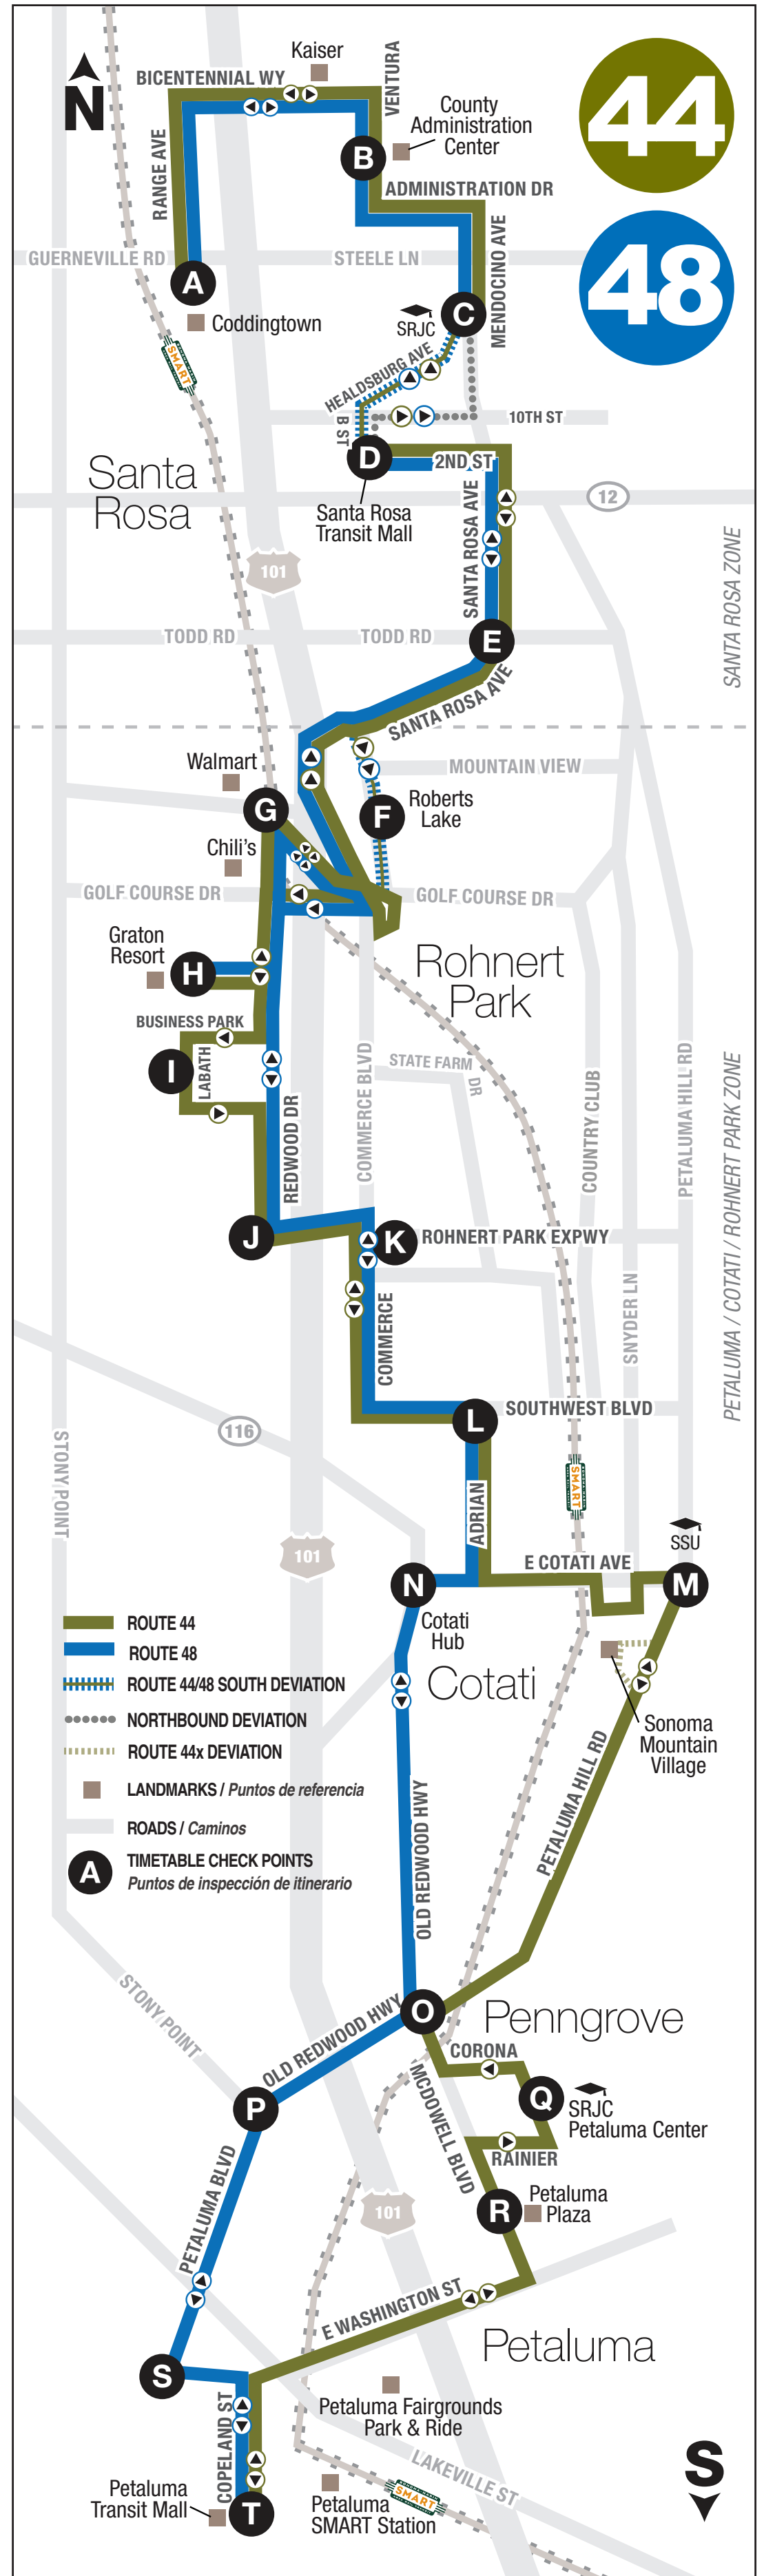 N
44
48
Kaiser
BICENTENNIAL WY
VENTURA
County
Administration
Center
B
RANGE AVE
ADMINISTRATION DR
MENDOCINO AVE
GUERNEVILLE RD
STEELE LN
A
Coddingtown
C
SRJC
SMART
HEALDSBURG AVE
B ST
10TH ST
D
2ND ST
Santa
Rosa
Santa Rosa
Transit Mall
12
SANTA ROSA AVE
101
SANTA ROSA ZONE
TODD RD
TODD RD
E
SANTA ROSA AVE
Walmart
MOUNTAIN VIEW
G
Roberts
Lake
F
Chili's
GOLF COURSE DR
GOLF COURSE DR
Graton
Resort
H
Rohnert
Park
BUSINESS PARK
I
LABATH
STATE FARM
DR
COMMERCE BLVD
COUNTRY CLUB
PETALUMA HILL RD
PETALUMA / COTATI / ROHNERT PARK ZONE
REDWOOD DR
J
K
ROHNERT PARK EXPWY
COMMERCE
SNYDER LN
L
SOUTHWEST BLVD
116
STONY POINT
SMART
ADRIAN
SSU
101
E COTATI AVE
N
M
Cotati
Hub
Cotati
ROUTE 44
ROUTE 48
ROUTE 44/48 SOUTH DEVIATION
NORTHBOUND DEVIATION
ROUTE 44x DEVIATION
LANDMARKS / Puntos de referencia
ROADS / Caminos
A
TIMETABLE CHECK POINTS
Puntos de inspección de itinerario
Sonoma
Mountain
Village
PETALUMA HILL RD
OLD REDWOOD HWY
STONY POINT
OLD REDWOOD HWY
O
Penngrove
CORONA
P
MCDOWELL BLVD
Q
SRJC
Petaluma Center
RAINIER
PETALUMA BLVD
101
R
Petaluma
Plaza
E WASHINGTON ST
Petaluma
S
COPELAND ST
Petaluma Fairgrounds
Park & Ride
LAKEVILLE ST
Petaluma
Transit Mall
T
Petaluma
SMART Station
SMART
S